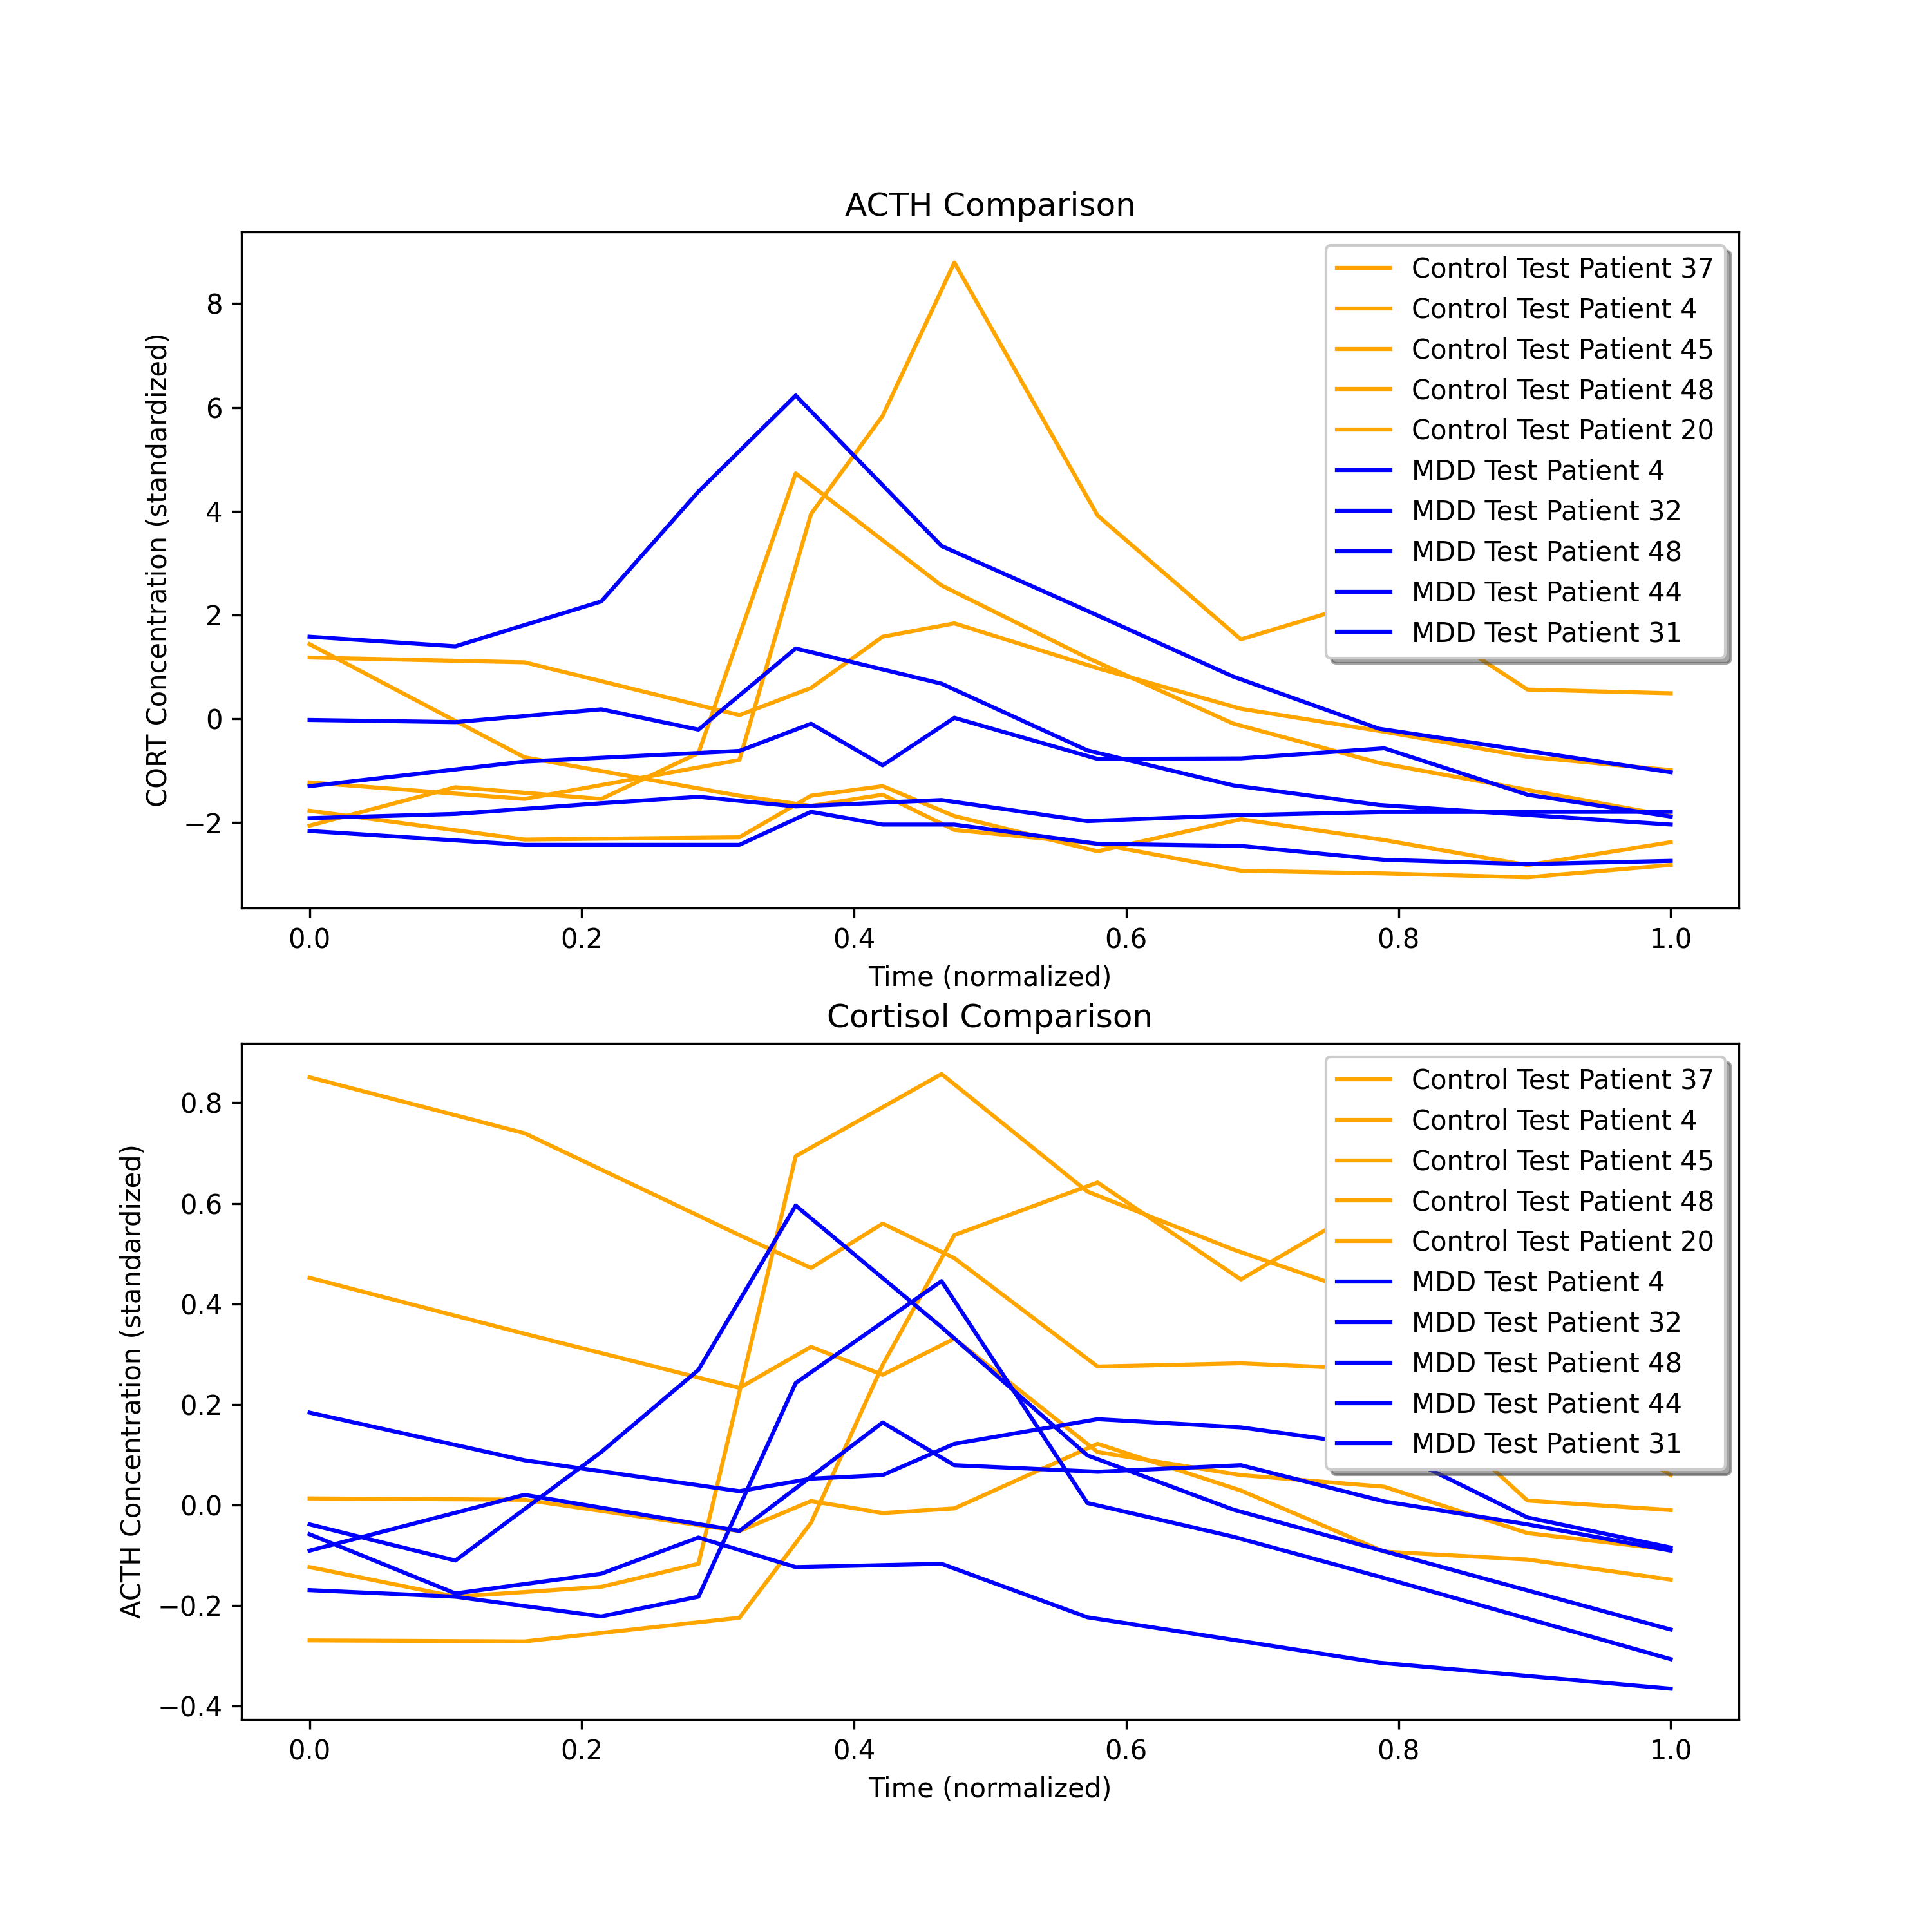 ACTH Comparison
CORT Concentration (standardized)
8
6
4
2
0
−2
0.0 0.2 0.4 0.6 0.8 1.0
Time (normalized)
Control Test Patient 37
Control Test Patient 4
Control Test Patient 45
Control Test Patient 48
Control Test Patient 20
MDD Test Patient 4
MDD Test Patient 32
MDD Test Patient 48
MDD Test Patient 44
MDD Test Patient 31
Cortisol Comparison
ACTH Concentration (standardized)
0.8
0.6
0.4
0.2
0.0
−0.2
−0.4
0.0 0.2 0.4 0.6 0.8 1.0
Time (normalized)
Control Test Patient 37
Control Test Patient 4
Control Test Patient 45
Control Test Patient 48
Control Test Patient 20
MDD Test Patient 4
MDD Test Patient 32
MDD Test Patient 48
MDD Test Patient 44
MDD Test Patient 31